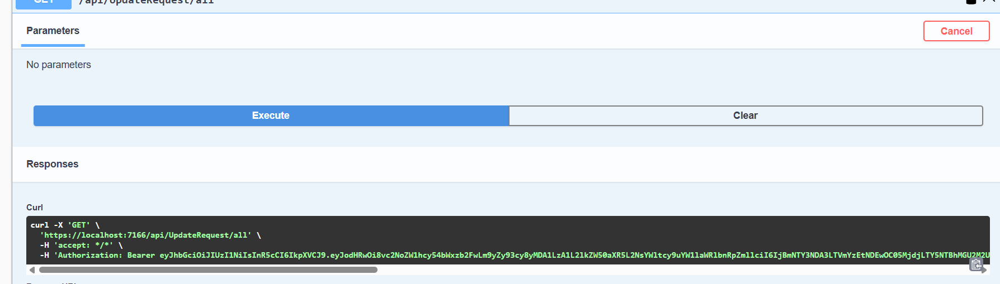 GET /api/UpdateRequest/all
Parameters
Cancel
No parameters
Execute
Clear
Responses
Curl
curl -X 'GET' \
'https://localhost:7166/api/UpdateRequest/all' \
-H 'accept: */*' \
-H 'Authorization: Bearer eyJhbGciOiJIUzI1NiIsInR5cCI6IkpXVCJ9.eyJodHRwOi8vc2NoZW1hcy54bWxzb2FwLm9yZy93cy8yMDA1LzA1L2lkZW50aXR5L2NsYWltcy9uYW1laWRlbnRpZmllciI6IjBmNTY3NDA3LTVmYzEtNDEwOC05MjdjLTY5NTBhMGU2M2U